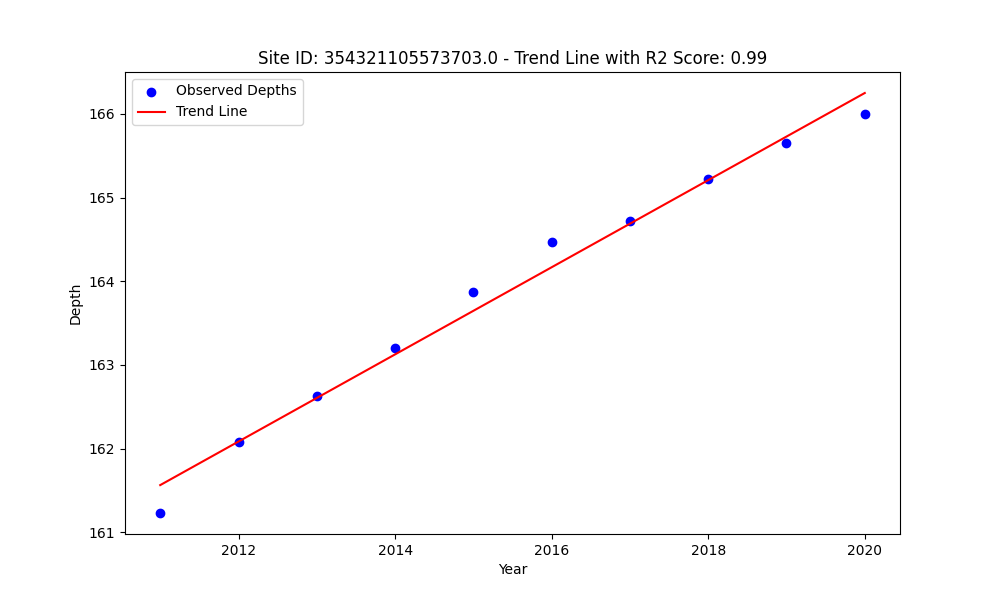 Site ID: 354321105573703.0 - Trend Line with R2 Score: 0.99
Observed Depths
Trend Line
166
165
164
163
162
161
Depth
2012
2014
2016
2018
2020
Year